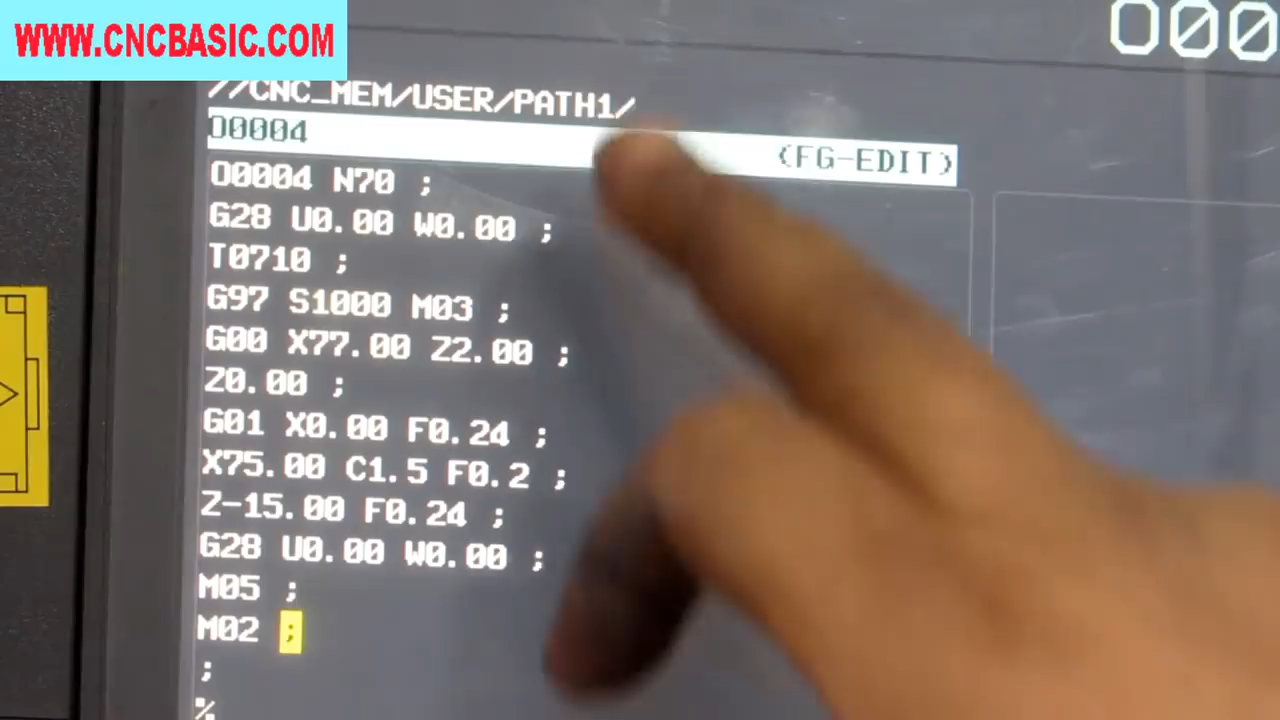 WWW.CNCBASIC.COM
O00
//CNC_MEM/USER/PATH1/
O0004 (FG-EDIT)
O0004 N70 ;
G28 U0.00 W0.00 ;
T0710 ;
G97 S1000 M03 ;
G00 X77.00 Z2.00 ;
Z0.00 ;
G01 X0.00 F0.24 ;
X75.00 C1.5 F0.2 ;
Z-15.00 F0.24 ;
G28 U0.00 W0.00 ;
M05 ;
M02 ;
;
%